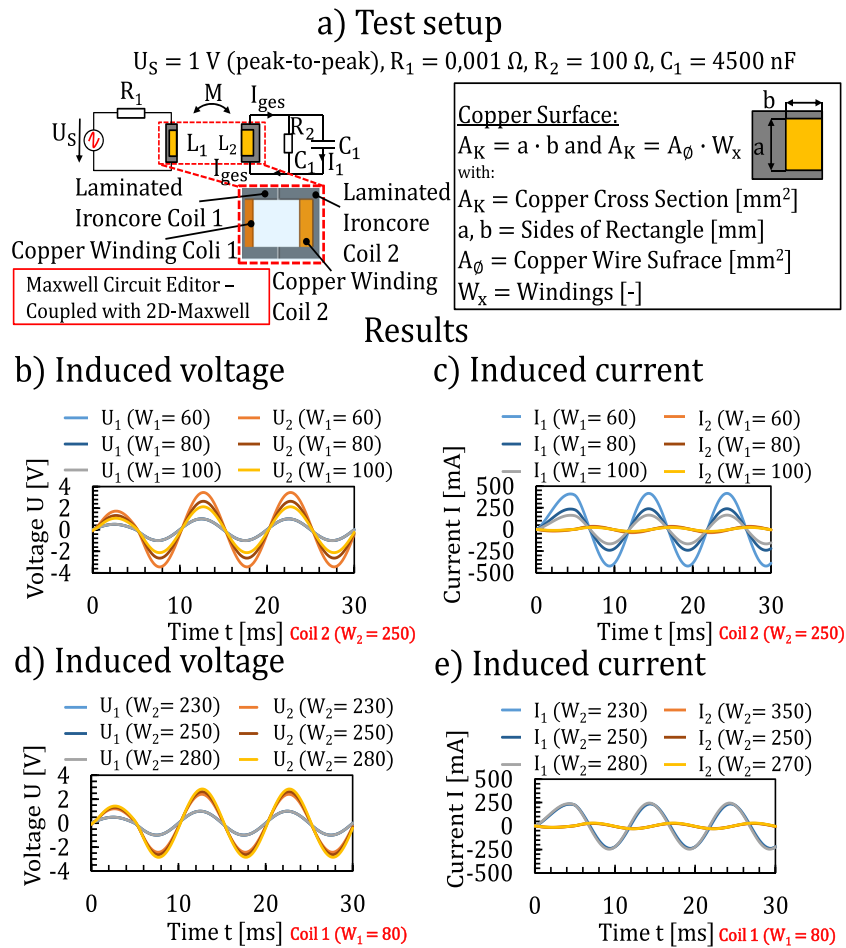 a) Test setup
U_S = 1 V (peak-to-peak), R_1 = 0,001 Ω, R_2 = 100 Ω, C_1 = 4500 nF
R_1
M
I_ges
U_S
L_1
L_2
R_2
C_1
I_ges
C_1
I_1
Laminated
Ironcore Coil 1
Copper Winding Coli 1
Laminated
Ironcore
Coil 2
Copper Winding
Coil 2
Maxwell Circuit Editor –
Coupled with 2D-Maxwell
Copper Surface:
A_K = a · b and A_K = A_ø · W_x
with:
A_K = Copper Cross Section [mm²]
a, b = Sides of Rectangle [mm]
A_ø = Copper Wire Sufrace [mm²]
W_x = Windings [-]
b
a
Results
b) Induced voltage
U_1 (W_1= 60) U_2 (W_1= 60)
U_1 (W_1= 80) U_2 (W_1= 80)
U_1 (W_1= 100) U_2 (W_1= 100)
Voltage U [V]
4
2
0
-2
-4
0 10 20 30
Time t [ms] Coil 2 (W_2 = 250)
c) Induced current
I_1 (W_1= 60) I_2 (W_1= 60)
I_1 (W_1= 80) I_2 (W_1= 80)
I_1 (W_1= 100) I_2 (W_1= 100)
Current I [mA]
500
250
0
-250
-500
0 10 20 30
Time t [ms] Coil 2 (W_2 = 250)
d) Induced voltage
U_1 (W_2= 230) U_2 (W_2= 230)
U_1 (W_2= 250) U_2 (W_2= 250)
U_1 (W_2= 280) U_2 (W_2= 280)
Voltage U [V]
4
2
0
-2
-4
0 10 20 30
Time t [ms] Coil 1 (W_1 = 80)
e) Induced current
I_1 (W_2= 230) I_2 (W_2= 350)
I_1 (W_2= 250) I_2 (W_2= 250)
I_1 (W_2= 280) I_2 (W_2= 270)
Current I [mA]
500
250
0
-250
-500
0 10 20 30
Time t [ms] Coil 1 (W_1 = 80)